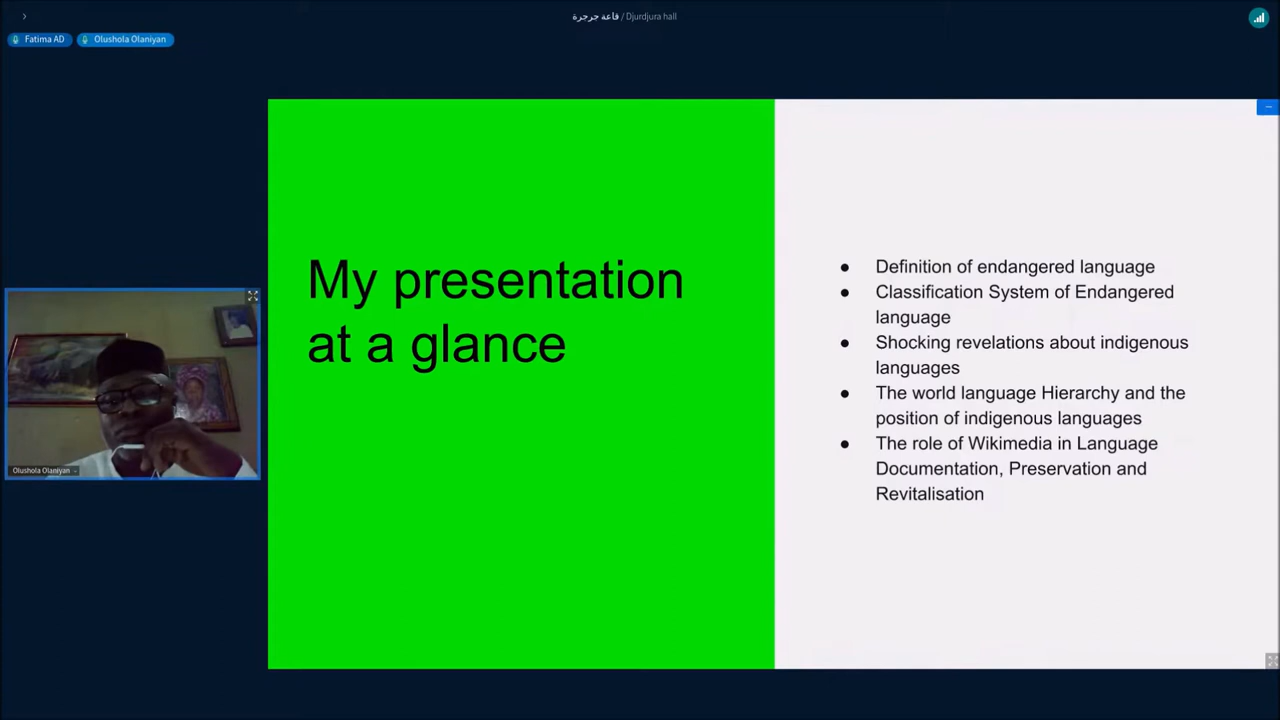 قاعة جرجرة / Djurdjura hall
Fatima AD
Olushola Olaniyan
My presentation
at a glance
● Definition of endangered language
● Classification System of Endangered
language
● Shocking revelations about indigenous
languages
● The world language Hierarchy and the
position of indigenous languages
● The role of Wikimedia in Language
Documentation, Preservation and
Revitalisation
Olushola Olaniyan